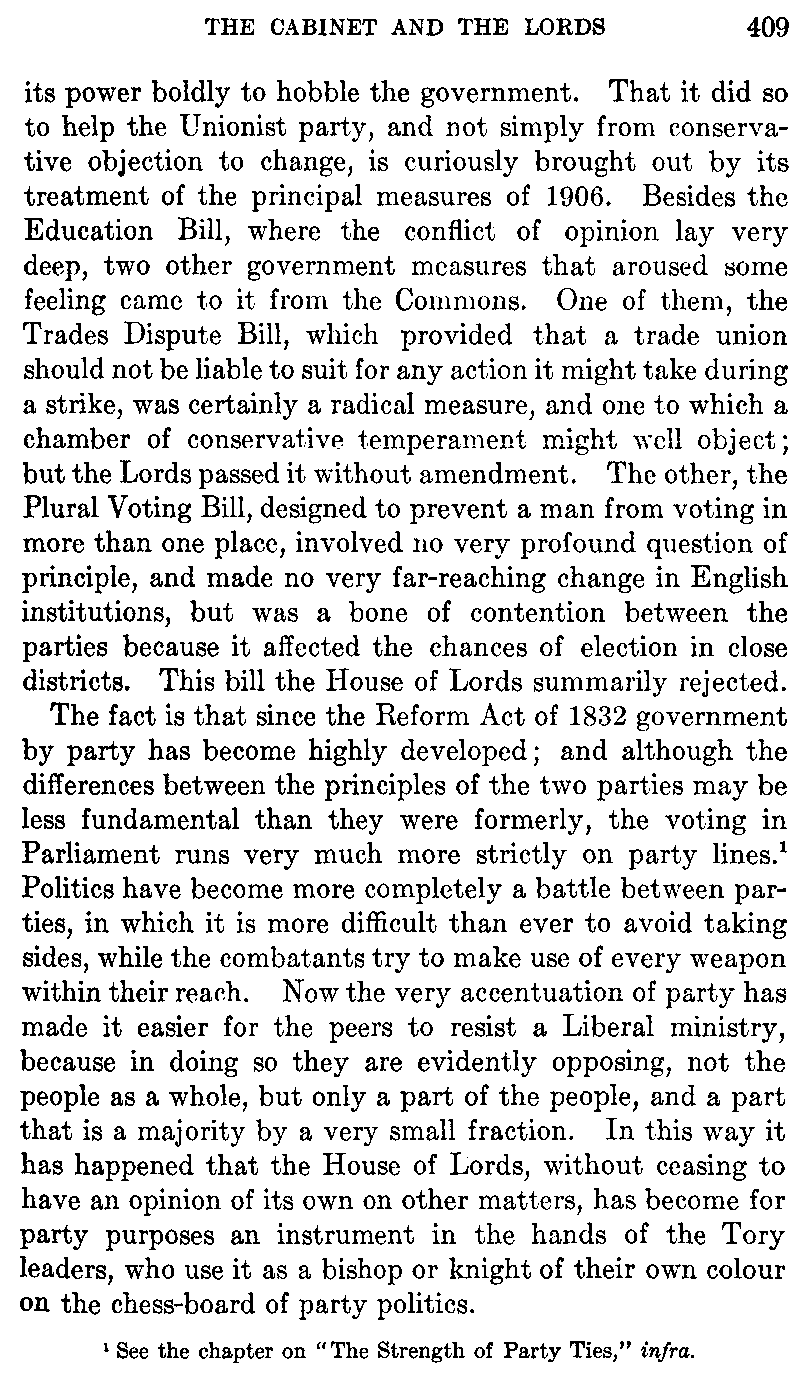 THE CABINET AND THE LORDS 409
its power boldly to hobble the government. That it did so
to help the Unionist party, and not simply from conserva-
tive objection to change, is curiously brought out by its
treatment of the principal measures of 1906. Besides the
Education Bill, where the conflict of opinion lay very
deep, two other government measures that aroused some
feeling came to it from the Commons. One of them, the
Trades Dispute Bill, which provided that a trade union
should not be liable to suit for any action it might take during
a strike, was certainly a radical measure, and one to which a
chamber of conservative temperament might well object;
but the Lords passed it without amendment. The other, the
Plural Voting Bill, designed to prevent a man from voting in
more than one place, involved no very profound question of
principle, and made no very far-reaching change in English
institutions, but was a bone of contention between the
parties because it affected the chances of election in close
districts. This bill the House of Lords summarily rejected.
The fact is that since the Reform Act of 1832 government
by party has become highly developed; and although the
differences between the principles of the two parties may be
less fundamental than they were formerly, the voting in
Parliament runs very much more strictly on party lines.¹
Politics have become more completely a battle between par-
ties, in which it is more difficult than ever to avoid taking
sides, while the combatants try to make use of every weapon
within their reach. Now the very accentuation of party has
made it easier for the peers to resist a Liberal ministry,
because in doing so they are evidently opposing, not the
people as a whole, but only a part of the people, and a part
that is a majority by a very small fraction. In this way it
has happened that the House of Lords, without ceasing to
have an opinion of its own on other matters, has become for
party purposes an instrument in the hands of the Tory
leaders, who use it as a bishop or knight of their own colour
on the chess-board of party politics.
¹ See the chapter on "The Strength of Party Ties," infra.